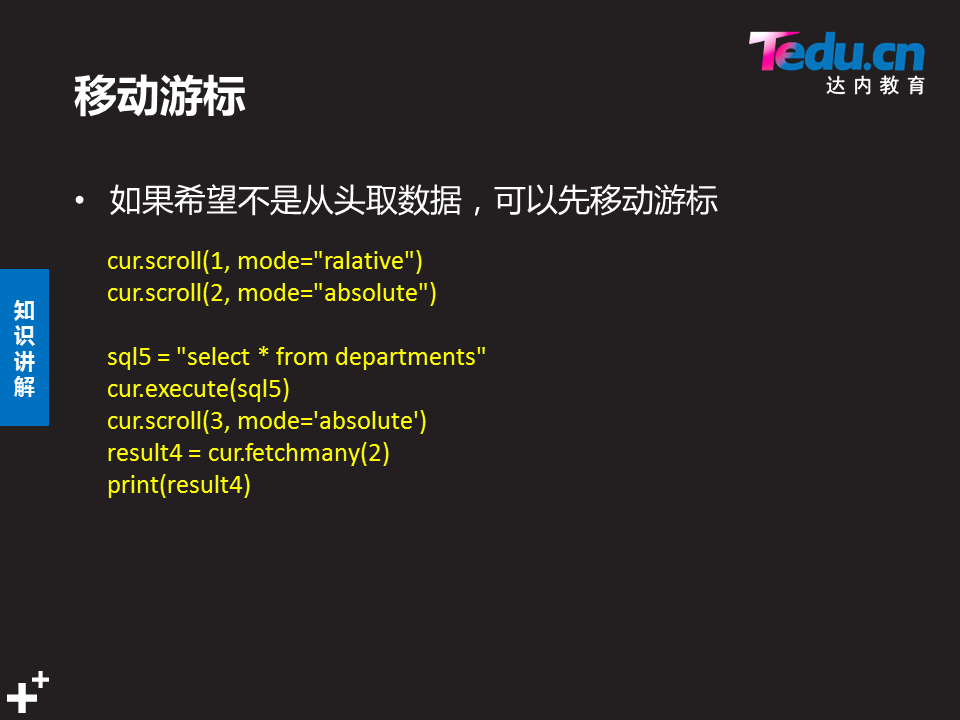 Tedu.cn
达内教育
移动游标
• 如果希望不是从头取数据，可以先移动游标
cur.scroll(1, mode="ralative")
cur.scroll(2, mode="absolute")
sql5 = "select * from departments"
cur.execute(sql5)
cur.scroll(3, mode='absolute')
result4 = cur.fetchmany(2)
print(result4)
知识讲解